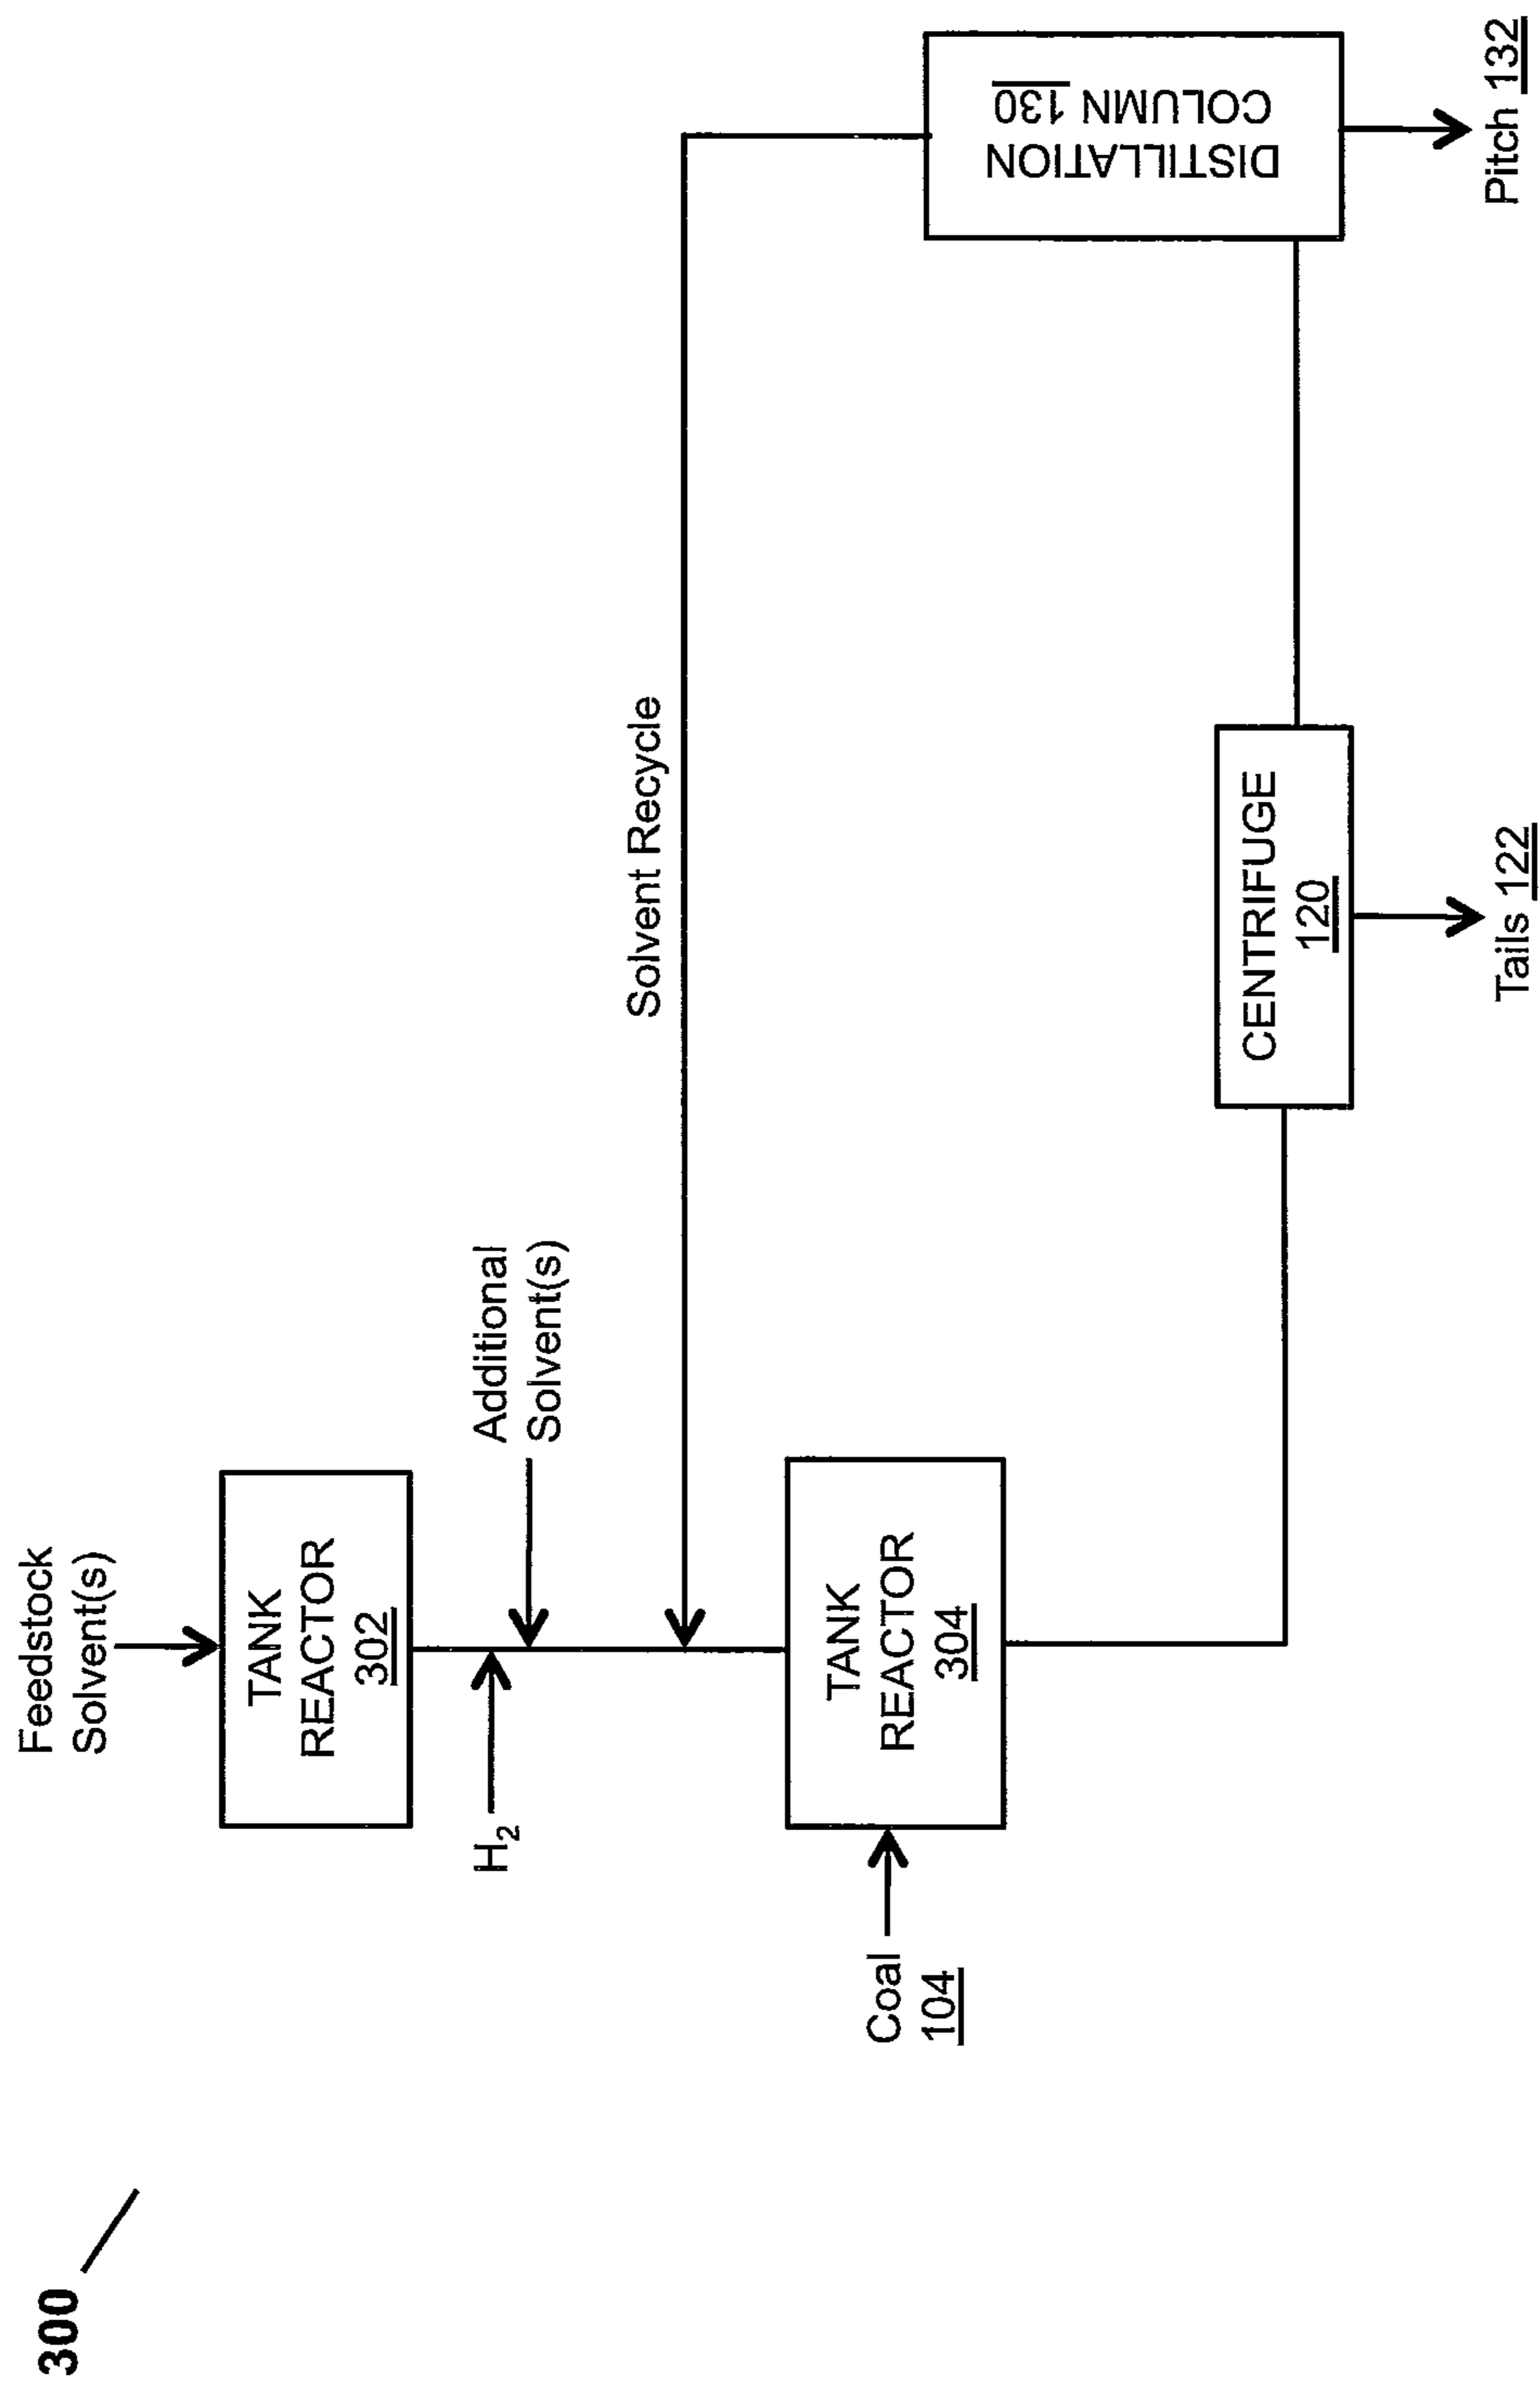 300
Feedstock
Solvent(s)
TANK
REACTOR
302
H₂
Additional
Solvent(s)
Solvent Recycle
Coal
104
TANK
REACTOR
304
CENTRIFUGE
120
Tails 122
DISTILLATION
COLUMN 130
Pitch 132